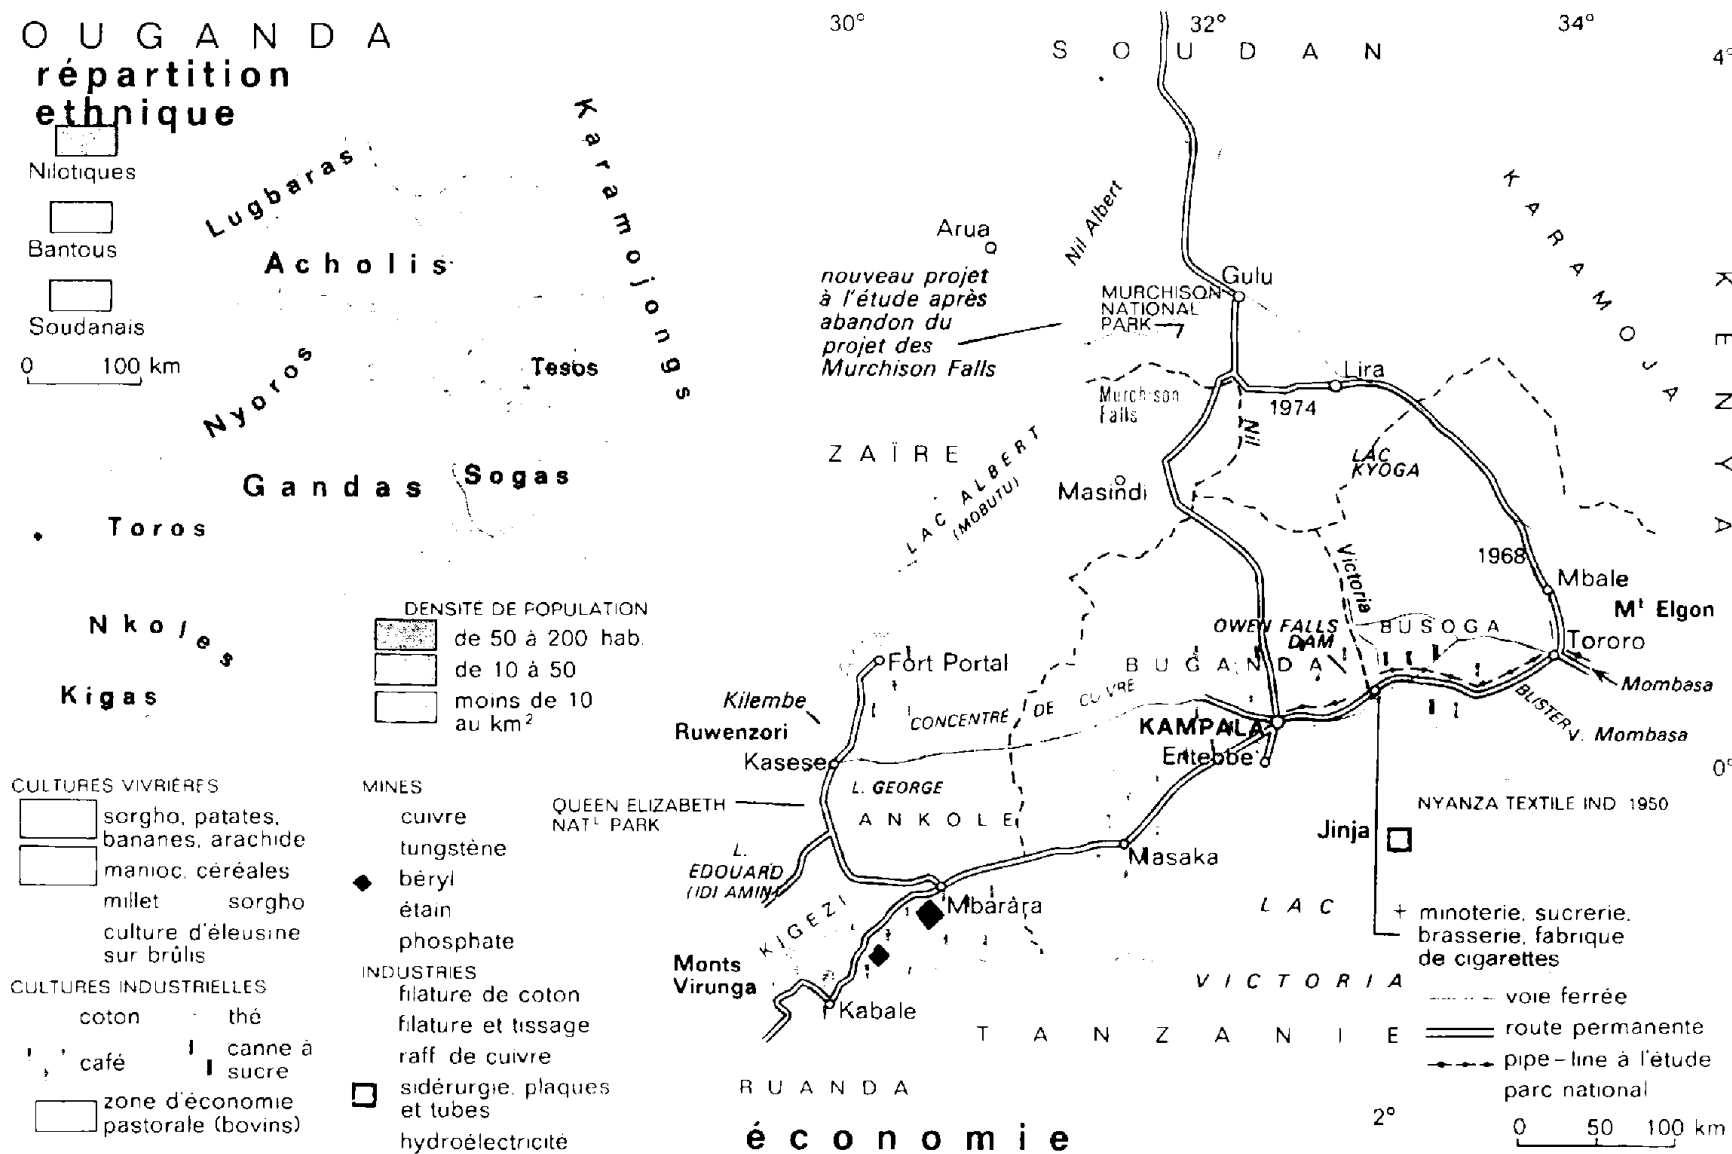 OUGANDA
répartition
ethnique
Nilotiques
Bantous
Soudanais
0 100 km
Lugbaras
Karamojongs
Acholis
Tesos
Nyoros
Gandas
Sogas
Toros
Nkoles
Kigas
DENSITÉ DE POPULATION
de 50 à 200 hab.
de 10 à 50
moins de 10
au km²
CULTURES VIVRIÈRES
sorgho, patates,
bananes, arachide
manioc, céréales
millet sorgho
culture d'éleusine
sur brûlis
CULTURES INDUSTRIELLES
coton thé
café canne à
sucre
zone d'économie
pastorale (bovins)
MINES
cuivre
tungstène
béryl
étain
phosphate
INDUSTRIES
filature de coton
filature et tissage
raff de cuivre
sidérurgie, plaques
et tubes
hydroélectricité
30° 32° 34°
SOUDAN
4°
KARAMOJA
KENYA
Arua
Nil Albert
Gulu
nouveau projet
à l'étude après
abandon du
projet des
Murchison Falls
MURCHISON
NATIONAL
PARK
Murchison
Falls
Lira
1974
Nil
ZAÏRE
LAC ALBERT
(MOBUTU)
Masindi
LAC
KYOGA
Victoria
1968
Mbale
Mt Elgon
OWEN FALLS
DAM
BUSOGA
Tororo
BUGANDA
Fort Portal
Mombasa
Kilembe
CONCENTRÉ DE CUIVRE
BLISTER
v. Mombasa
Ruwenzori
KAMPALA
Kasese
Entebbe
0°
L. GEORGE
QUEEN ELIZABETH
NATL PARK
ANKOLE
NYANZA TEXTILE IND 1950
Jinja
L.
EDOUARD
(IDI AMIN)
Masaka
KIGEZI
Mbarara
LAC
VICTORIA
minoterie, sucrerie,
brasserie, fabrique
de cigarettes
Monts
Virunga
Kabale
TANZANIE
RUANDA
voie ferrée
route permanente
pipe-line à l'étude
parc national
2°
0 50 100 km
économie